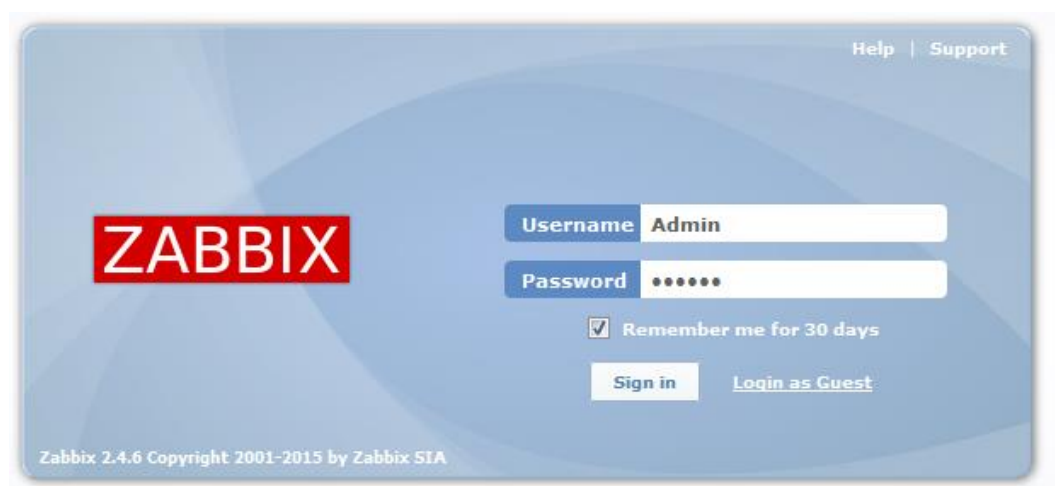 Help | Support
ZABBIX
Username Admin
Password ••••••
Remember me for 30 days
Sign in Login as Guest
Zabbix 2.4.6 Copyright 2001-2015 by Zabbix SIA